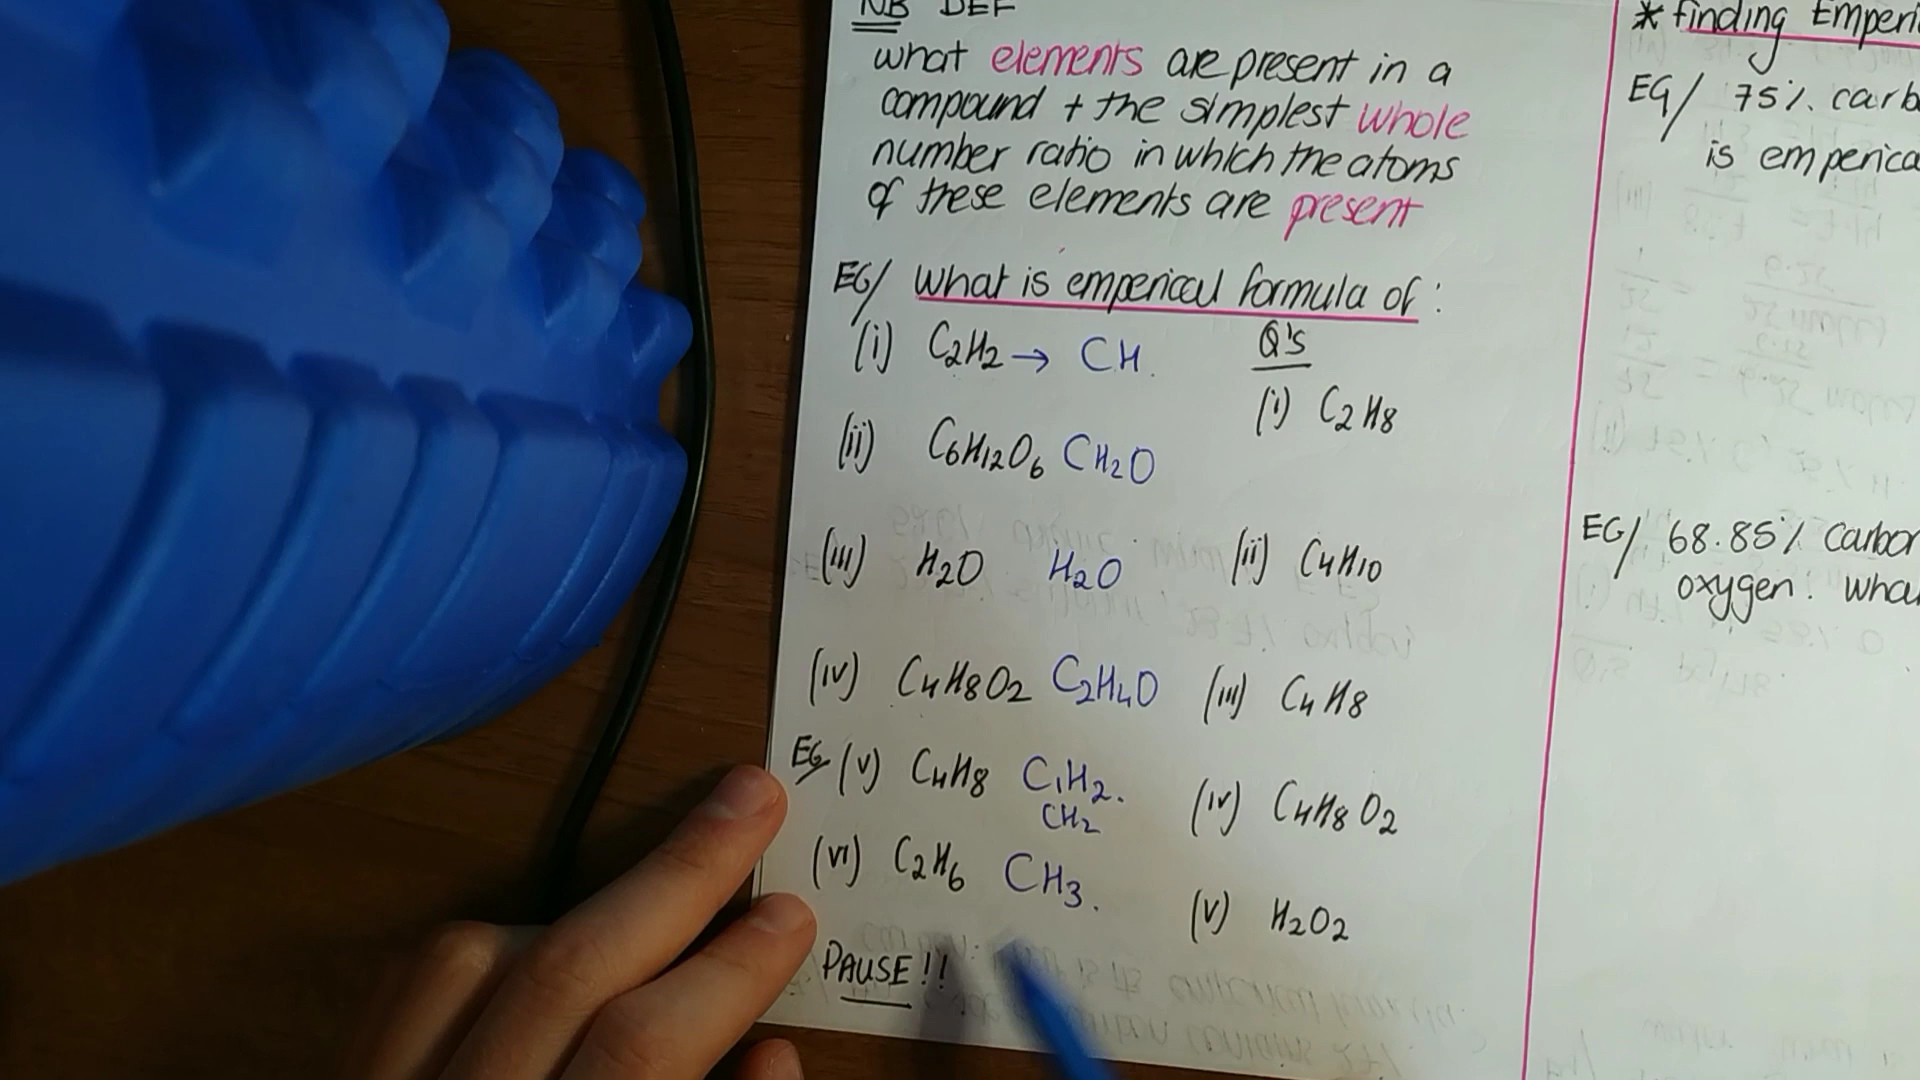 NB DEF
what elements are present in a
compound + the simplest whole
number ratio in which the atoms
of these elements are present
EG/ What is emperical formula of :
(i) C2H2 → CH.
(ii) C6H12O6 CH2O
(iii) H2O H2O
(iv) C4H8O2 C2H4O
EG (v) C4H8 C1H2.
CH2
(vi) C2H6 CH3.
PAUSE!!
Q's
(i) C2H8
(ii) C4H10
(iii) C4H8
(iv) C4H8O2
(v) H2O2
* finding Emperi
EG/ 75%. carb
is emperica
EG/ 68.85% carbon
oxygen. wha